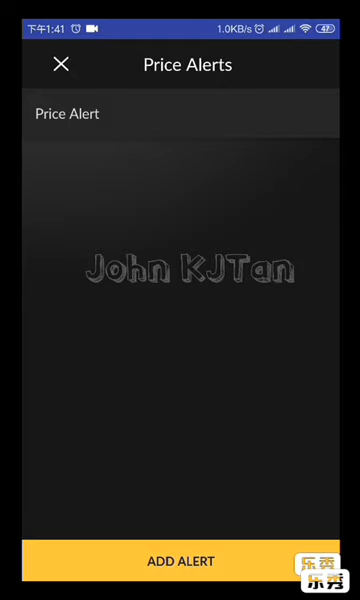 下午1:41 1.0KB/s 47
Price Alerts
Price Alert
John KJTan
ADD ALERT
乐秀
乐秀